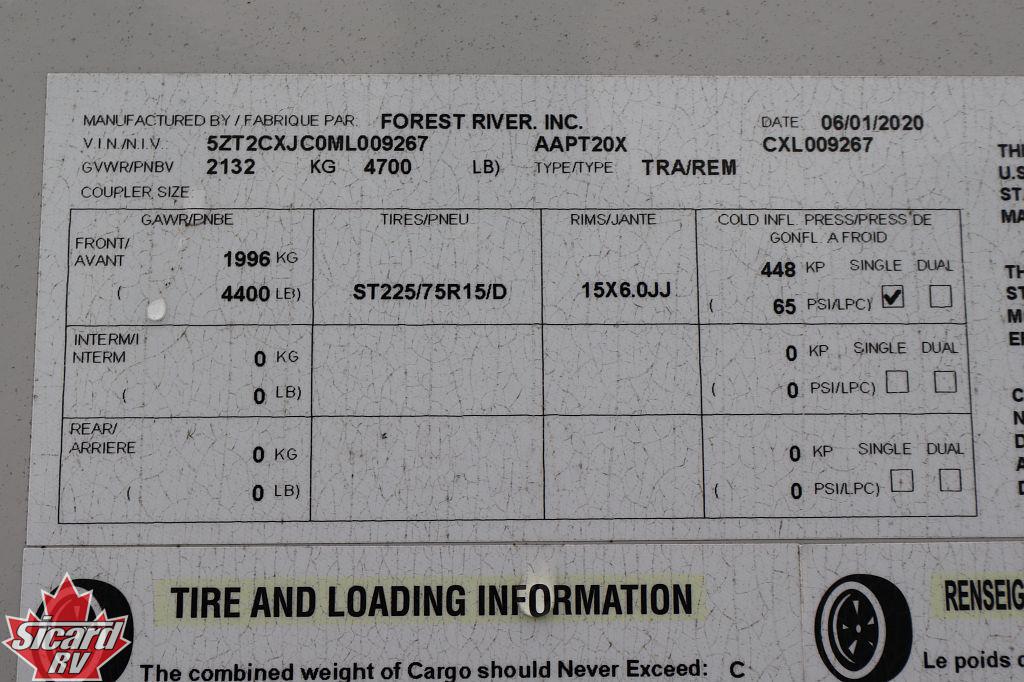 MANUFACTURED BY / FABRIQUE PAR: FOREST RIVER. INC. DATE 06/01/2020
V.I.N./N.I.V. 5ZT2CXJC0ML009267 AAPT20X CXL009267
GVWR/PNBV 2132 KG 4700 LB) TYPE/TYPE TRA/REM
COUPLER SIZE
GAWR/PNBE TIRES/PNEU RIMS/JANTE COLD INFL PRESS/PRESS DE
GONFL. A FROID
FRONT/
AVANT 1996 KG 448 KP SINGLE DUAL
( 4400 LB) ST225/75R15/D 15X6.0JJ ( 65 PSI/LPC)
INTERM/I
NTERM 0 KG 0 KP SINGLE DUAL
( 0 LB) ( 0 PSI/LPC)
REAR/
ARRIERE 0 KG 0 KP SINGLE DUAL
( 0 LB) ( 0 PSI/LPC)
U.S
ST.
MA
TIRE AND LOADING INFORMATION RENSEIG
The combined weight of Cargo should Never Exceed: C Le poids
Sicard
RV